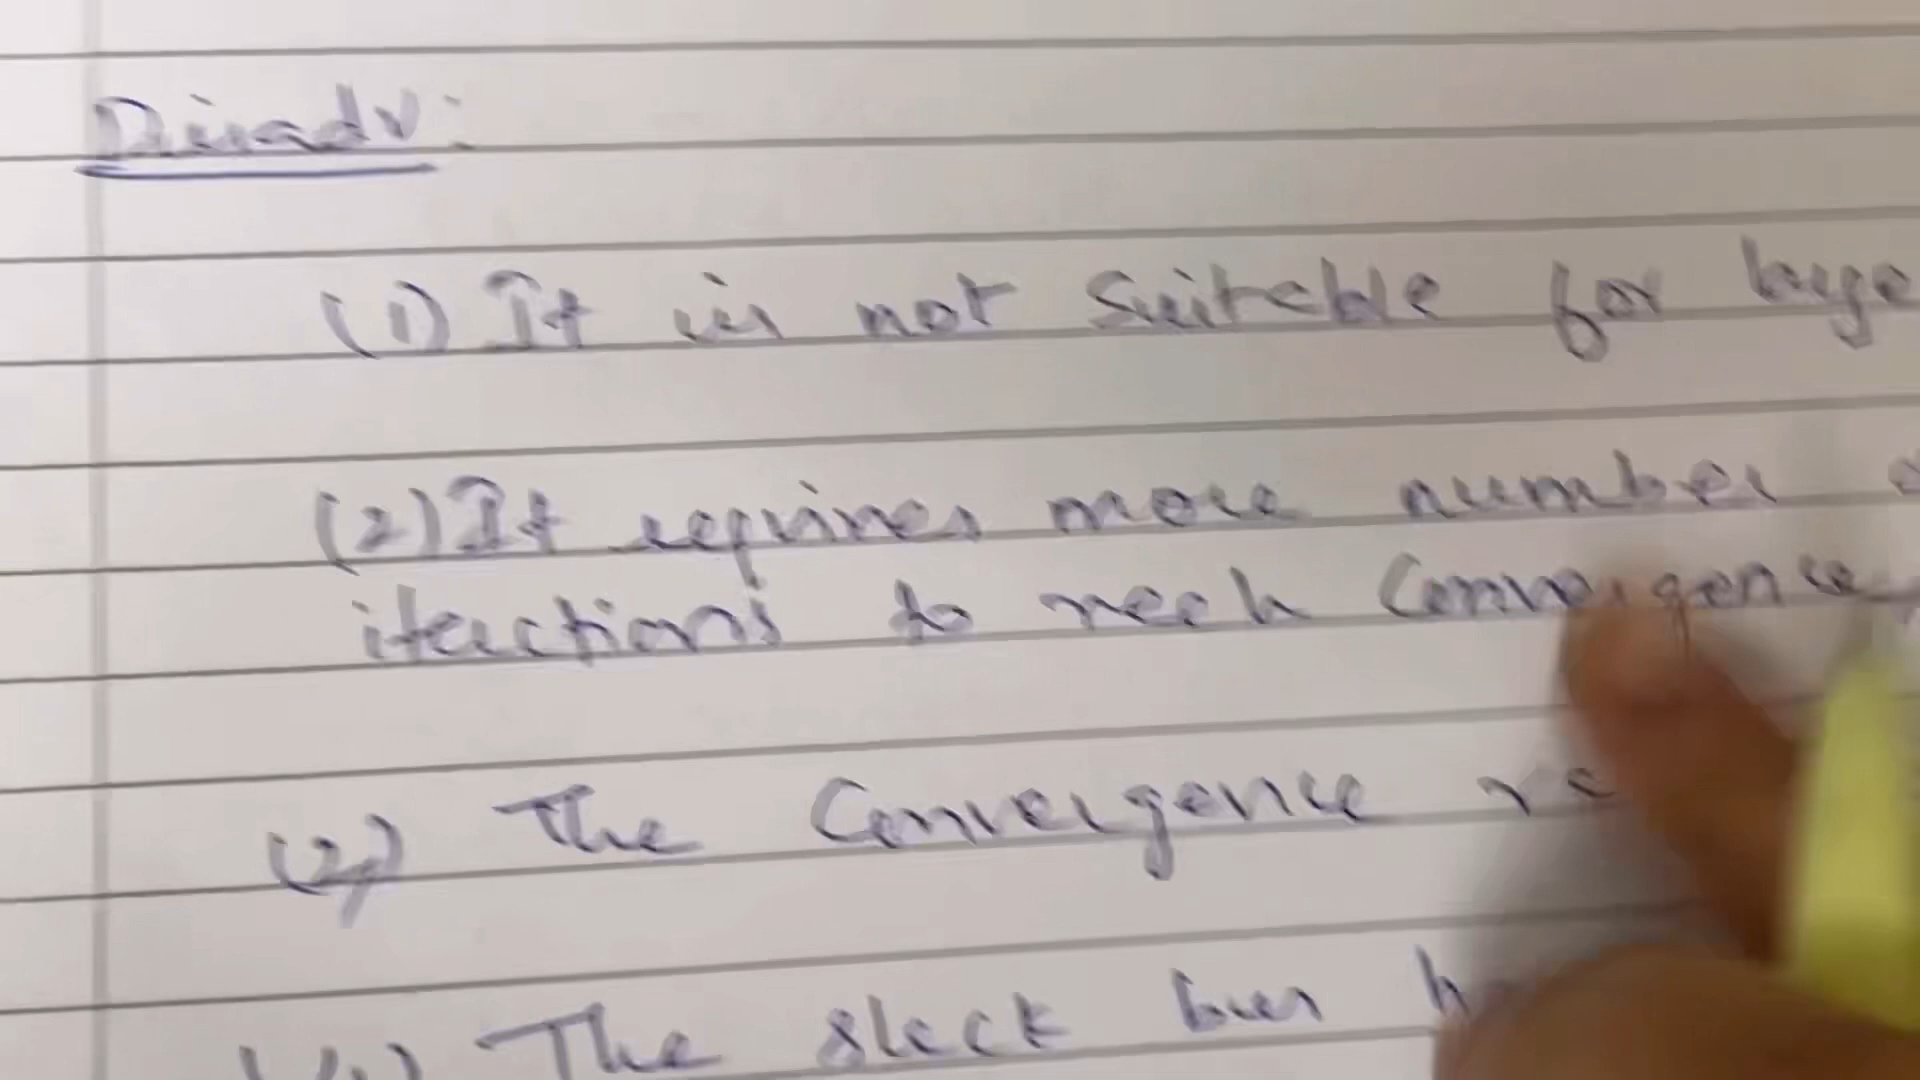 Disadv:
(1) It is not Suitable for large
(2) It requires more number
iterations to reach Convergence,
(3) The Convergence
The slack bus